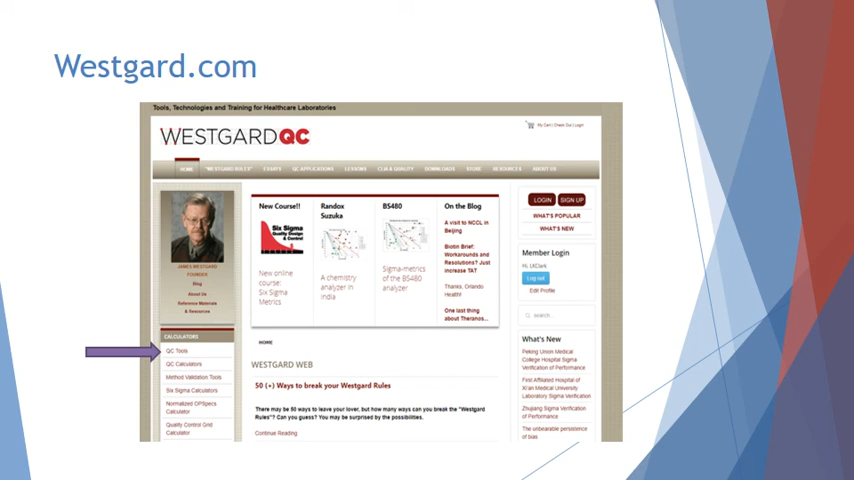 Westgard.com
Tools, Technologies and Training for Healthcare Laboratories
WESTGARDQC
My Cart | Check Out | Login
HOME "WESTGARD RULES" ESSAYS QC APPLICATIONS LESSONS CLIA & QUALITY DOWNLOADS STORE RESOURCES ABOUT US
JAMES WESTGARD
FOUNDER
Blog
About Us
Reference Materials
& Resources
CALCULATORS
QC Tools
QC Calculators
Method Validation Tools
Six Sigma Calculators
Normalized OPSpecs
Calculator
Quality Control Grid
Calculator
New Course!!
Six Sigma
Quality Design
& Control
New online
course:
Six Sigma
Metrics
Randox
Suzuka
A chemistry
analyzer in
India
BS480
Sigma-metrics
of the BS480
analyzer
On the Blog
A visit to NCCL in
Beijing
Biotin Brief:
Workarounds and
Resolutions? Just
increase TAT
Thanks, Orlando
Health!
One last thing
about Theranos...
HOME
WESTGARD WEB
50 (+) Ways to break your Westgard Rules
There may be 50 ways to leave your lover, but how many ways can you break the "Westgard
Rules"? Can you guess? You may be surprised by the possibilities.
Continue Reading
LOGIN SIGN UP
WHAT'S POPULAR
WHAT'S NEW
Member Login
Hi, UIClark
Log out
Edit Profile
search...
What's New
Peking Union Medical
College Hospital Sigma
Verification of Performance
First Affiliated Hospital of
Xi'an Medical University
Laboratory Sigma Verification
Zhujiang Sigma Verification
of Performance
The unbearable persistence
of bias